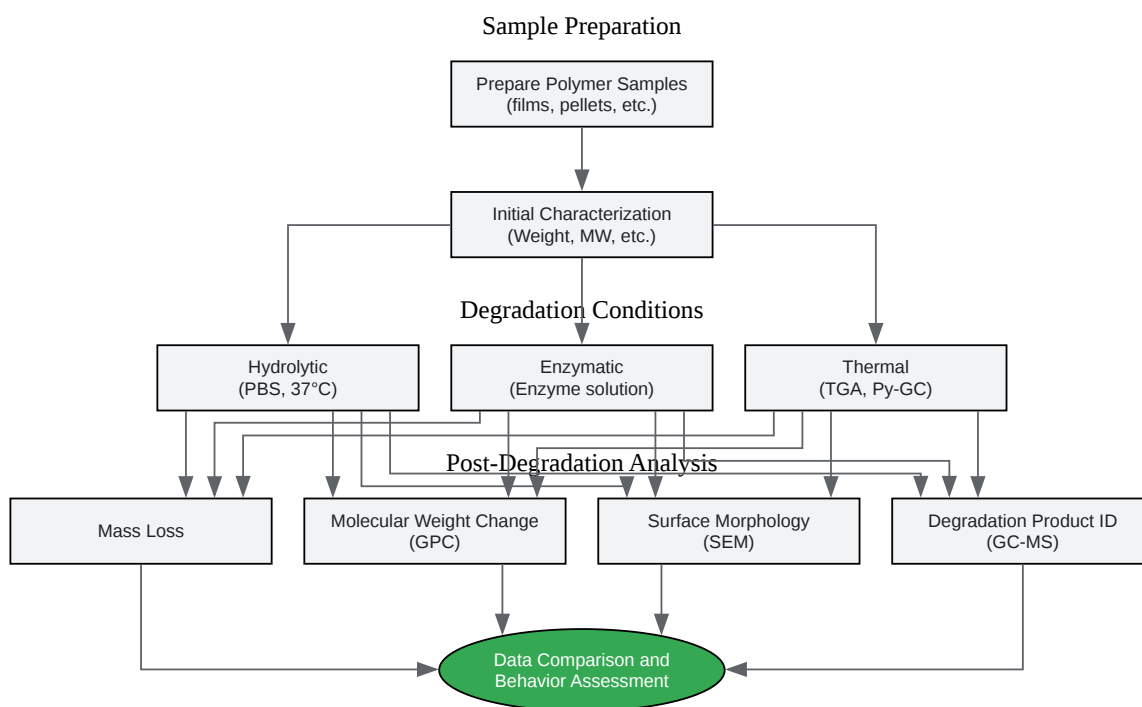 Sample Preparation
Prepare Polymer Samples
(films, pellets, etc.)
Initial Characterization
(Weight, MW, etc.)
Degradation Conditions
Hydrolytic
(PBS, 37°C)
Enzymatic
(Enzyme solution)
Thermal
(TGA, Py-GC)
Post-Degradation Analysis
Mass Loss
Molecular Weight Change
(GPC)
Surface Morphology
(SEM)
Degradation Product ID
(GC-MS)
Data Comparison and
Behavior Assessment